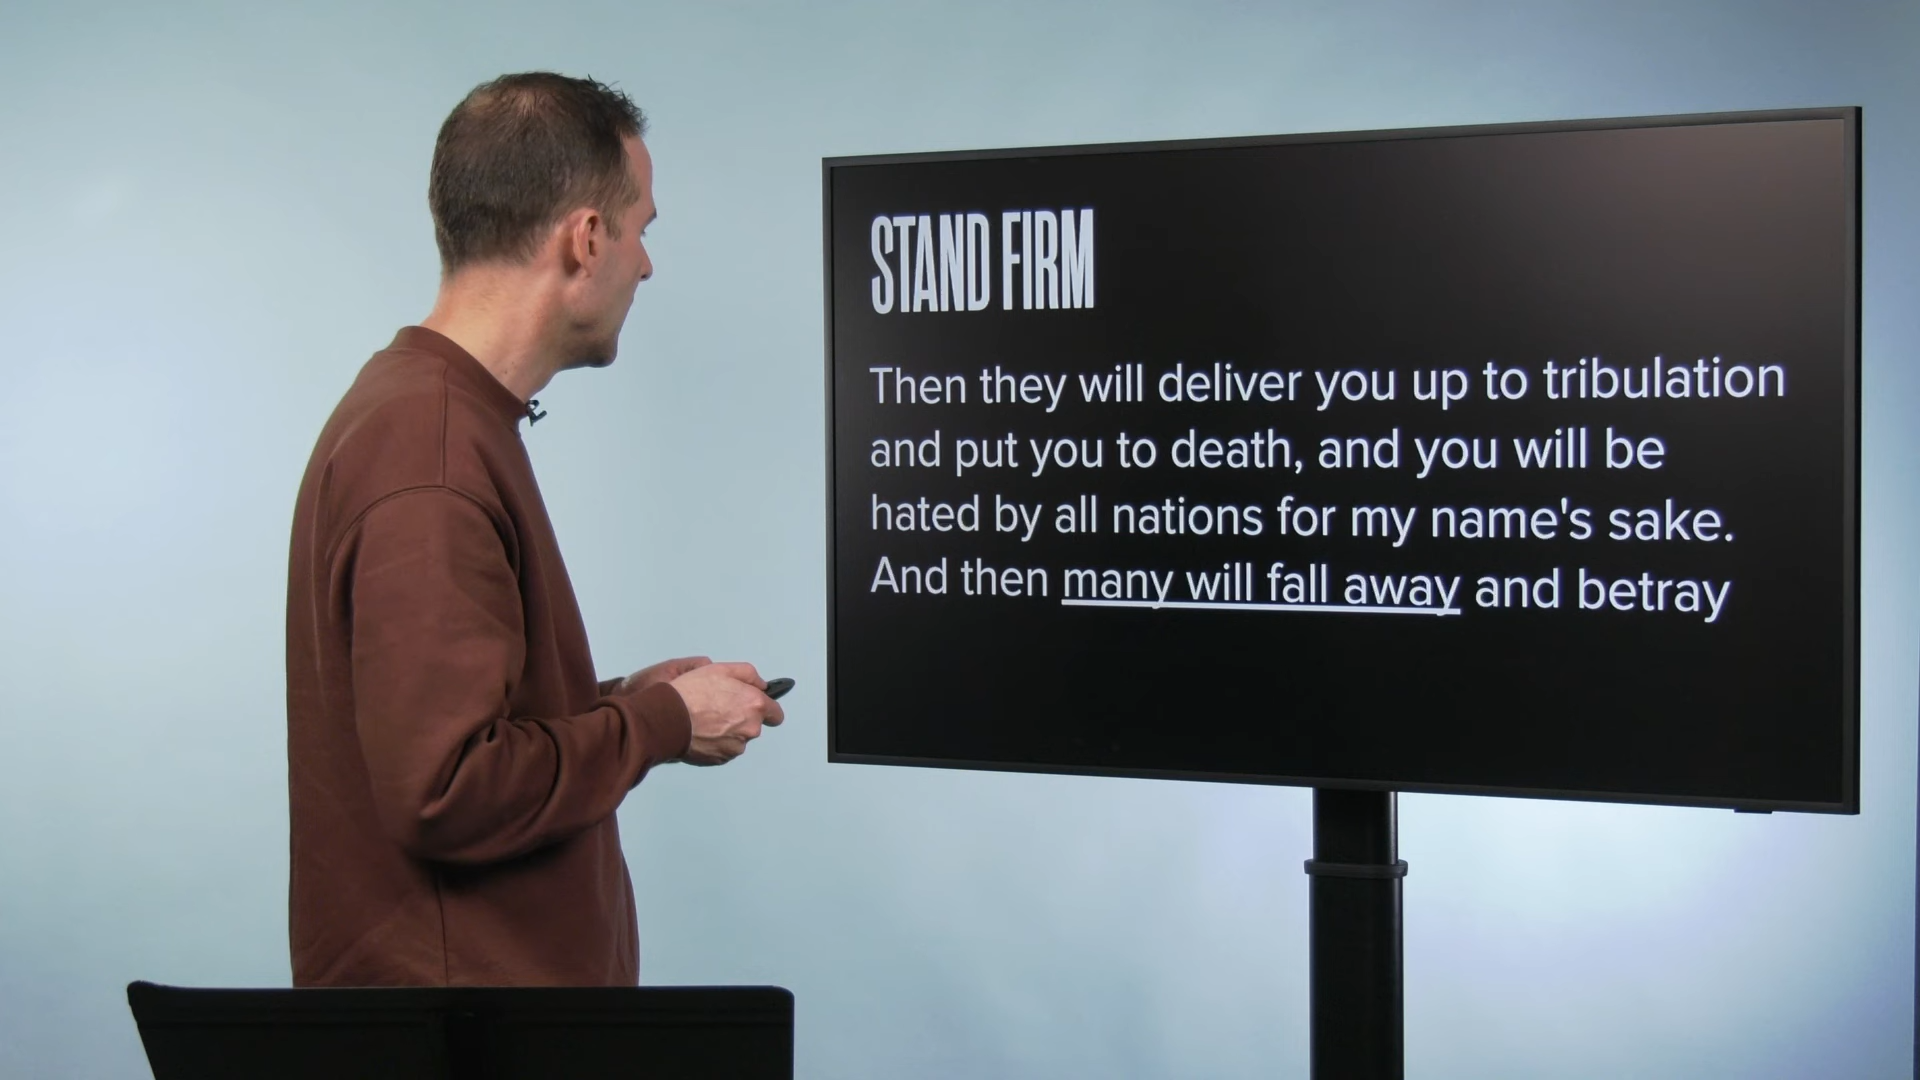 STAND FIRM
Then they will deliver you up to tribulation
and put you to death, and you will be
hated by all nations for my name's sake.
And then many will fall away and betray